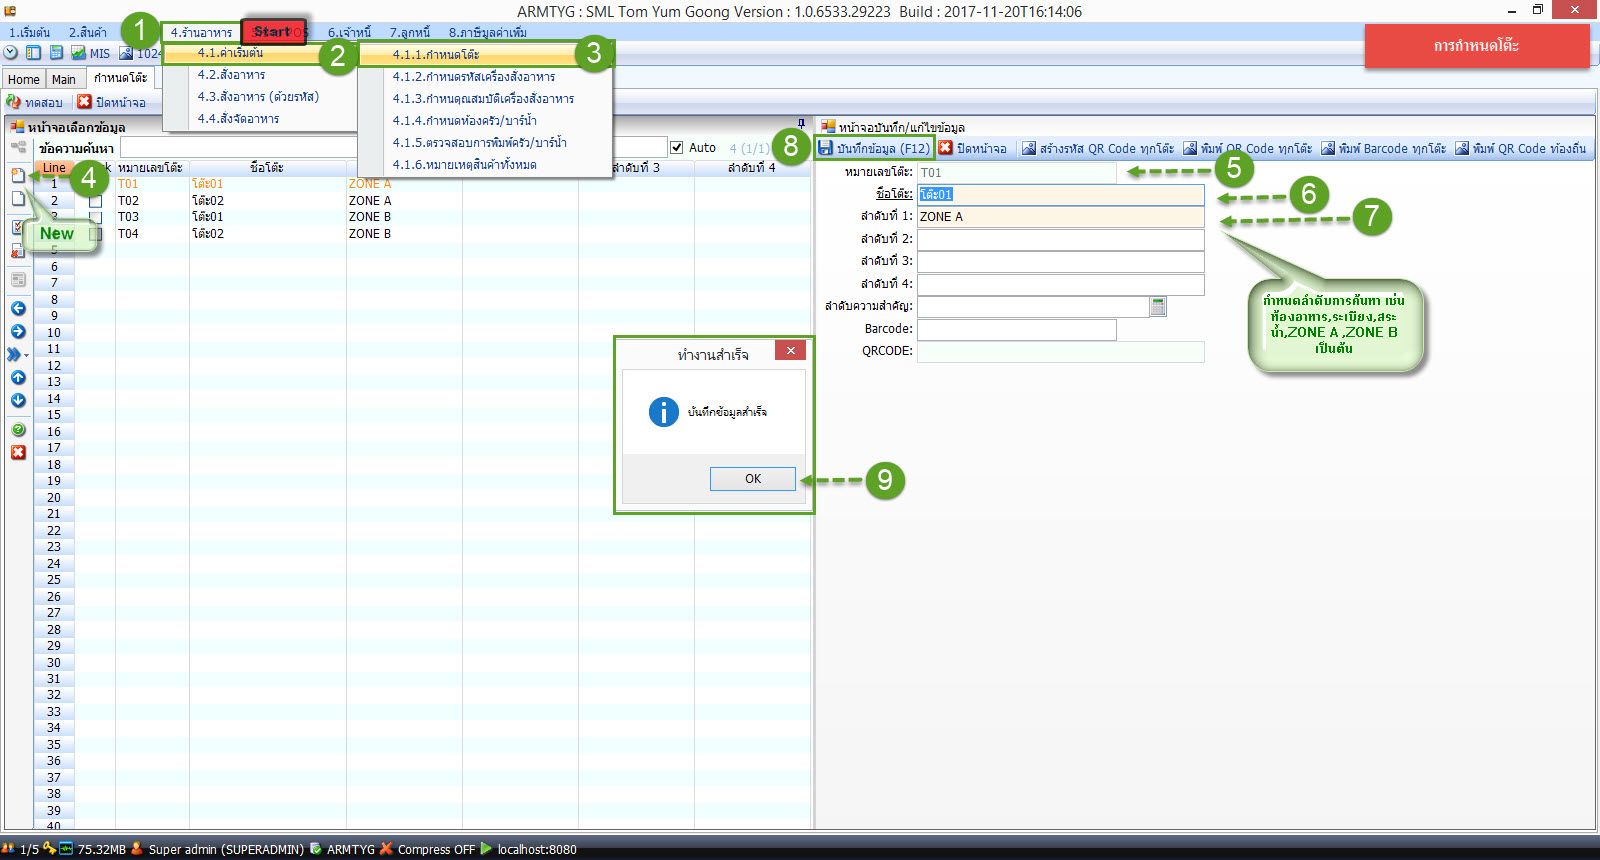 ARMTYG : SML Tom Yum Goong Version : 1.0.6533.29223  Build : 2017-11-20T16:14:06
1.เริ่มต้น 2.สินค้า 1 4.ร้านอาหาร Start POS 6.เจ้าหนี้ 7.ลูกหนี้ 8.ภาษีมูลค่าเพิ่ม
การกำหนดโต๊ะ
MIS 1024
4.1.ค่าเริ่มต้น 2
4.2.สั่งอาหาร
4.3.สั่งอาหาร (ด้วยรหัส)
4.4.สั่งจัดอาหาร
4.1.1.กำหนดโต๊ะ 3
4.1.2.กำหนดรหัสเครื่องสั่งอาหาร
4.1.3.กำหนดคุณสมบัติเครื่องสั่งอาหาร
4.1.4.กำหนดห้องครัว/บาร์น้ำ
4.1.5.ตรวจสอบการพิมพ์ครัว/บาร์น้ำ
4.1.6.หมายเหตุสินค้าทั้งหมด
Home Main กำหนดโต๊ะ
ทดสอบ ปิดหน้าจอ
หน้าจอเลือกข้อมูล
ข้อความค้นหา Auto 4 (1/1)
Line k หมายเลขโต๊ะ ชื่อโต๊ะ ลำดับที่ 3 ลำดับที่ 4
1 T01 โต๊ะ01 ZONE A
2 T02 โต๊ะ02 ZONE A
3 T03 โต๊ะ01 ZONE B
4 T04 โต๊ะ02 ZONE B
4
New
5
6
7
8
9
10
11
12
13
14
15
16
17
18
19
20
21
22
23
24
25
26
27
28
29
30
31
32
33
34
35
36
37
38
39
40
หน้าจอบันทึก/แก้ไขข้อมูล
8 บันทึกข้อมูล (F12) ปิดหน้าจอ สร้างรหัส QR Code ทุกโต๊ะ พิมพ์ QR Code ทุกโต๊ะ พิมพ์ Barcode ทุกโต๊ะ พิมพ์ QR Code ท้องถิ่น
หมายเลขโต๊ะ: T01 5
ชื่อโต๊ะ: โต๊ะ01 6
ลำดับที่ 1: ZONE A 7
ลำดับที่ 2:
ลำดับที่ 3:
ลำดับที่ 4:
ลำดับความสำคัญ:
Barcode:
QRCODE:
กำหนดลำดับการค้นหา เช่น
ห้องอาหาร,ระเบียง,สระ
น้ำ,ZONE A ,ZONE B
เป็นต้น
ทำงานสำเร็จ
บันทึกข้อมูลสำเร็จ
OK 9
1/5 75.32MB Super admin (SUPERADMIN) ARMTYG Compress OFF localhost:8080